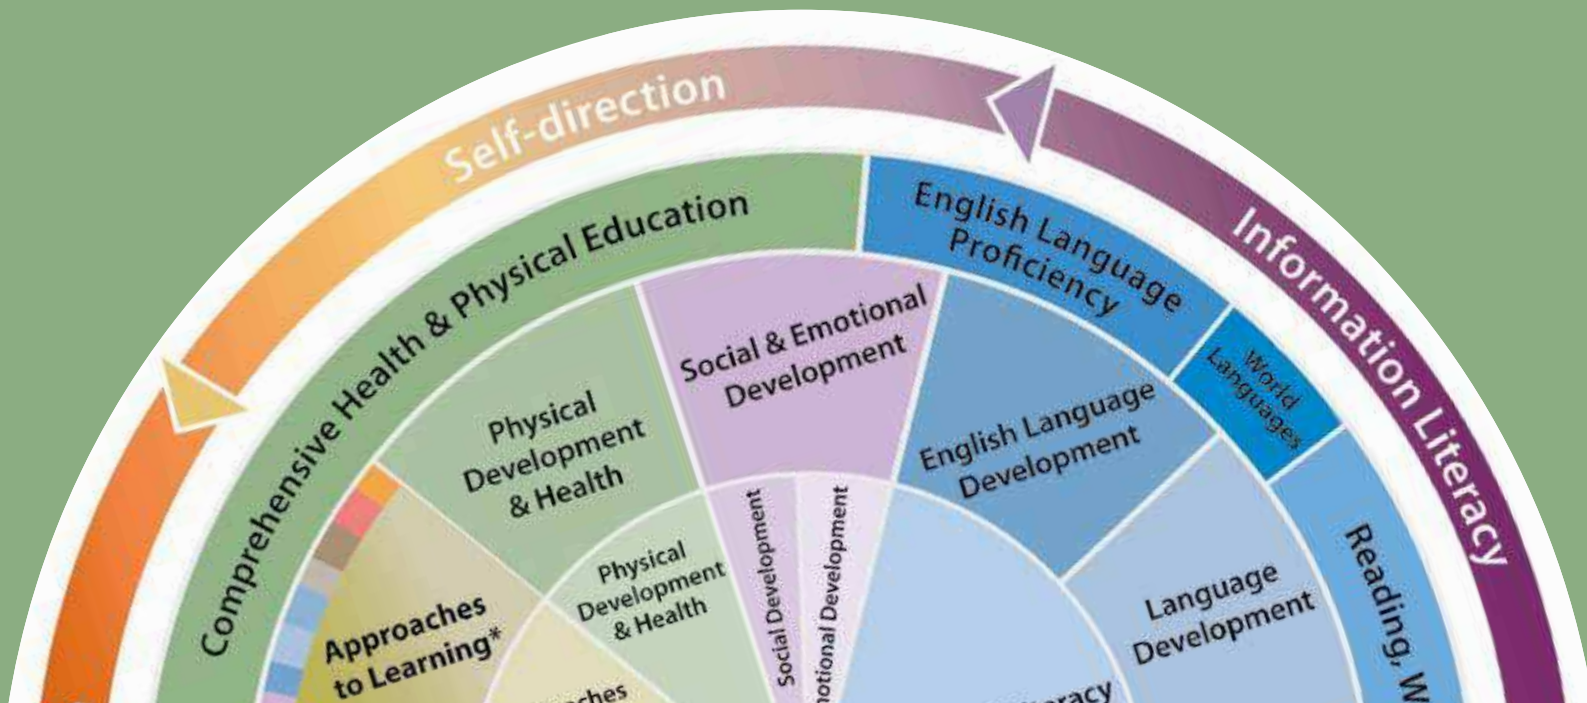 Self-direction
Information Literacy
Comprehensive Health & Physical Education
English Language
Proficiency
World
Languages
Reading,
Physical
Development
& Health
Social & Emotional
Development
English Language
Development
Language
Development
Approaches
to Learning*
Physical
Development
& Health
Social Development
Development